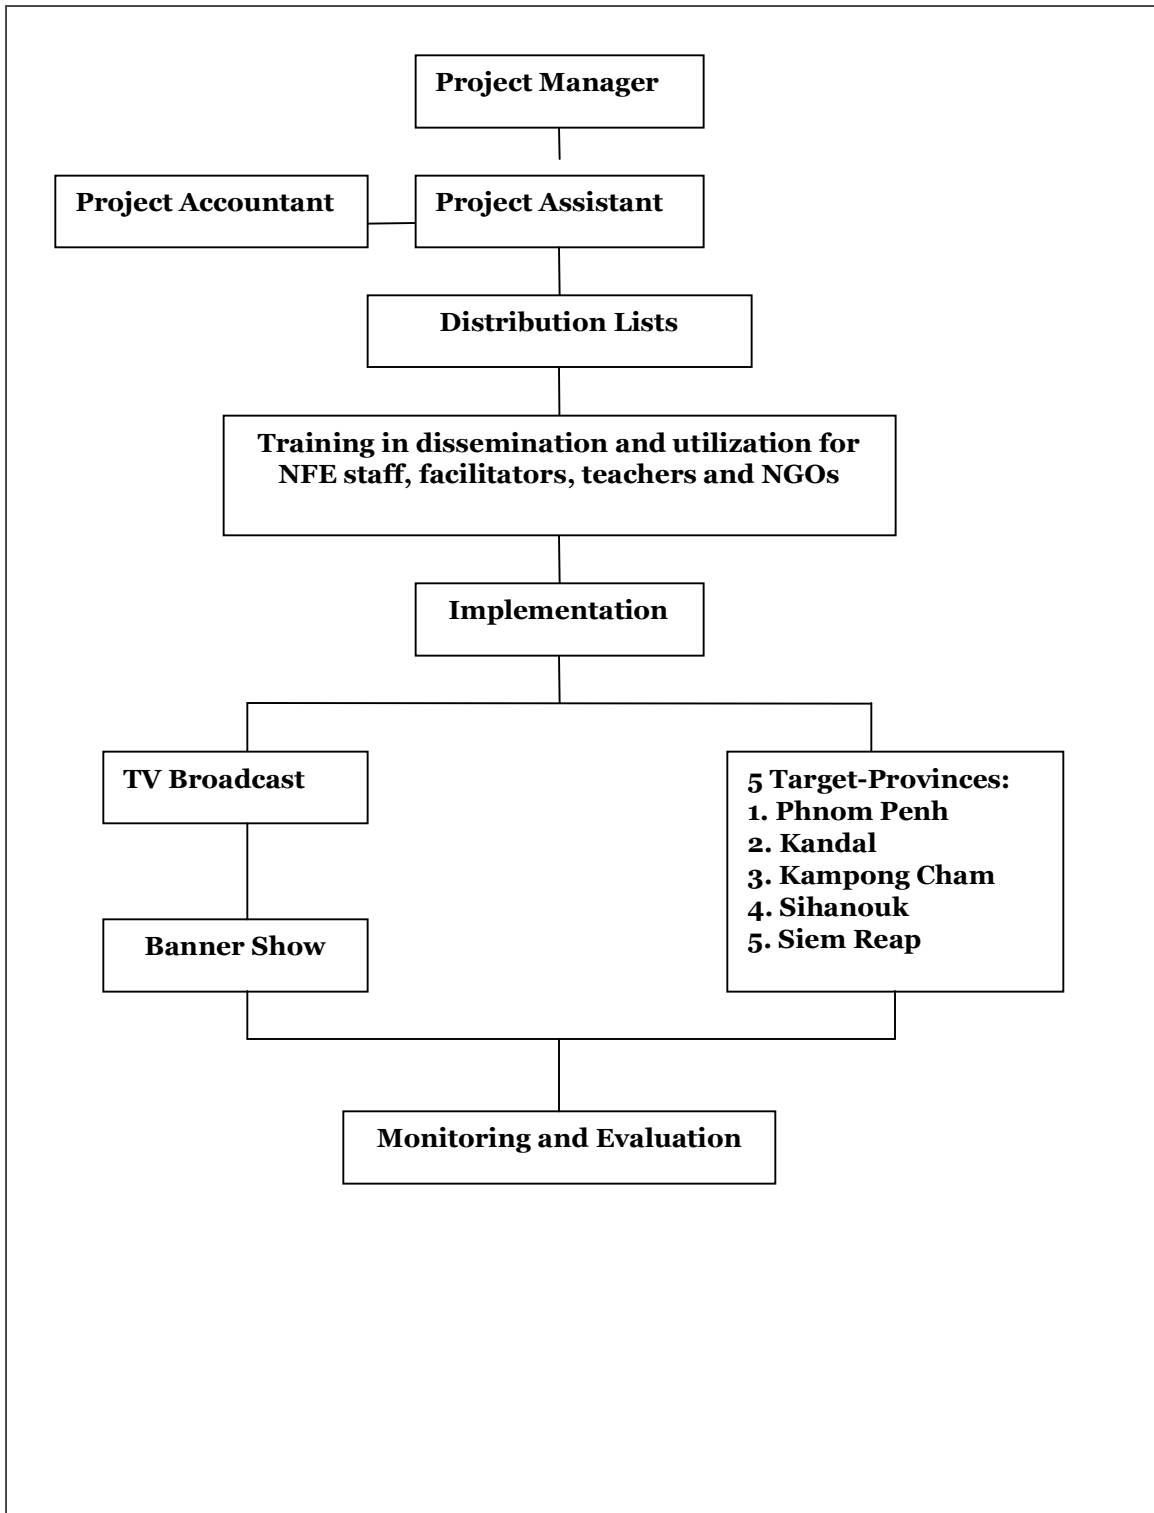 Project Manager
Project Accountant
Project Assistant
Distribution Lists
Training in dissemination and utilization for
NFE staff, facilitators, teachers and NGOs
Implementation
TV Broadcast
5 Target-Provinces:
1. Phnom Penh
2. Kandal
3. Kampong Cham
4. Sihanouk
5. Siem Reap
Banner Show
Monitoring and Evaluation